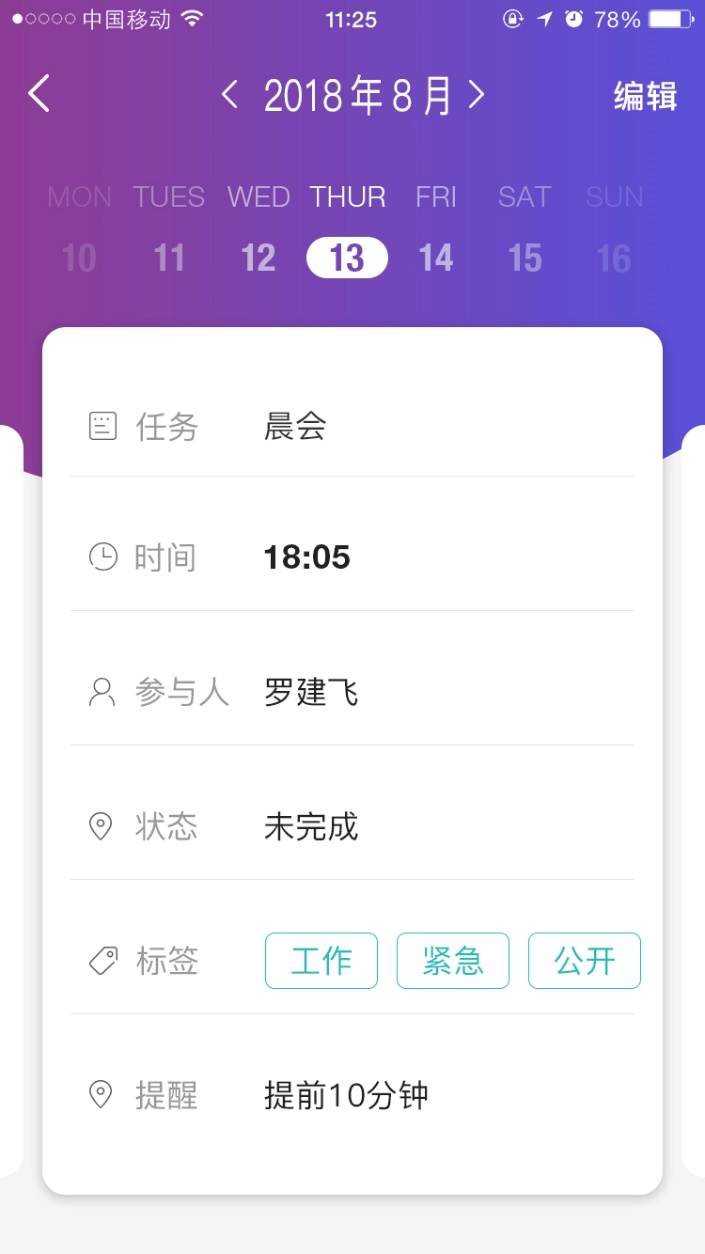 中国移动 11:25 78%
2018年8月 编辑
MON TUES WED THUR FRI SAT SUN
10 11 12 13 14 15 16
任务 晨会
时间 18:05
参与人 罗建飞
状态 未完成
标签 工作 紧急 公开
提醒 提前10分钟